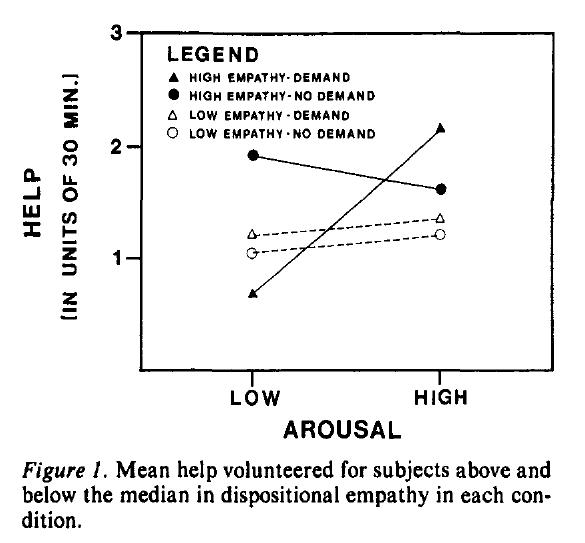 3
LEGEND
▲ HIGH EMPATHY-DEMAND
● HIGH EMPATHY-NO DEMAND
△ LOW EMPATHY-DEMAND
○ LOW EMPATHY-NO DEMAND
2
1
HELP
(IN UNITS OF 30 MIN.)
LOW
HIGH
AROUSAL
Figure 1. Mean help volunteered for subjects above and
below the median in dispositional empathy in each con-
dition.